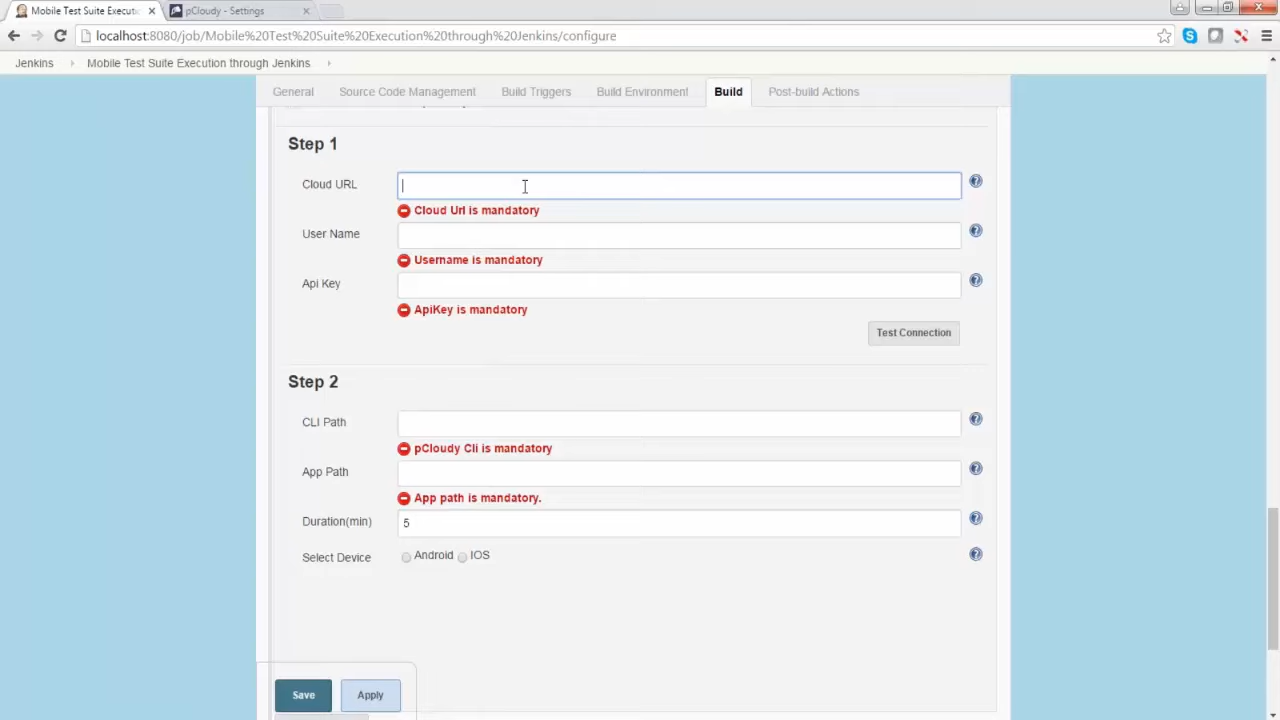 Mobile Test Suite Executi
pCloudy - Settings
localhost:8080/job/Mobile%20Test%20Suite%20Execution%20through%20Jenkins/configure
Jenkins Mobile Test Suite Execution through Jenkins
General Source Code Management Build Triggers Build Environment Build Post-build Actions
Step 1
Cloud URL
Cloud Url is mandatory
User Name
Username is mandatory
Api Key
ApiKey is mandatory
Test Connection
Step 2
CLI Path
pCloudy Cli is mandatory
App Path
App path is mandatory.
Duration(min) 5
Select Device Android IOS
Save Apply